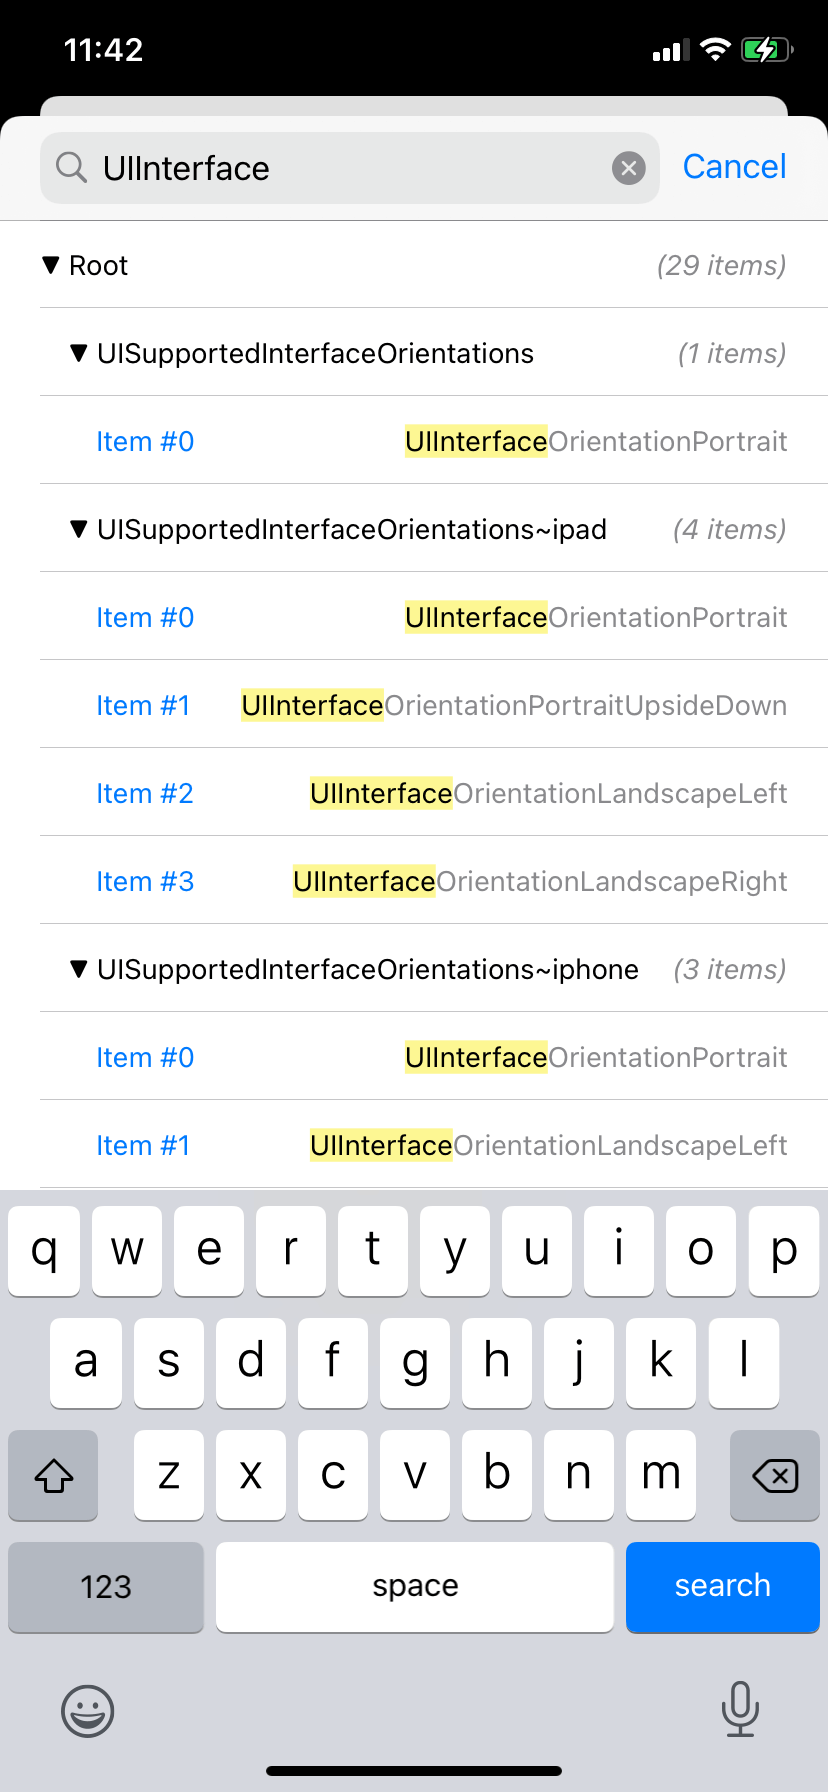 11:42
UIInterface
Cancel
▼ Root (29 items)
▼ UISupportedInterfaceOrientations (1 items)
Item #0 UIInterfaceOrientationPortrait
▼ UISupportedInterfaceOrientations~ipad (4 items)
Item #0 UIInterfaceOrientationPortrait
Item #1 UIInterfaceOrientationPortraitUpsideDown
Item #2 UIInterfaceOrientationLandscapeLeft
Item #3 UIInterfaceOrientationLandscapeRight
▼ UISupportedInterfaceOrientations~iphone (3 items)
Item #0 UIInterfaceOrientationPortrait
Item #1 UIInterfaceOrientationLandscapeLeft
q w e r t y u i o p
a s d f g h j k l
z x c v b n m
123 space search